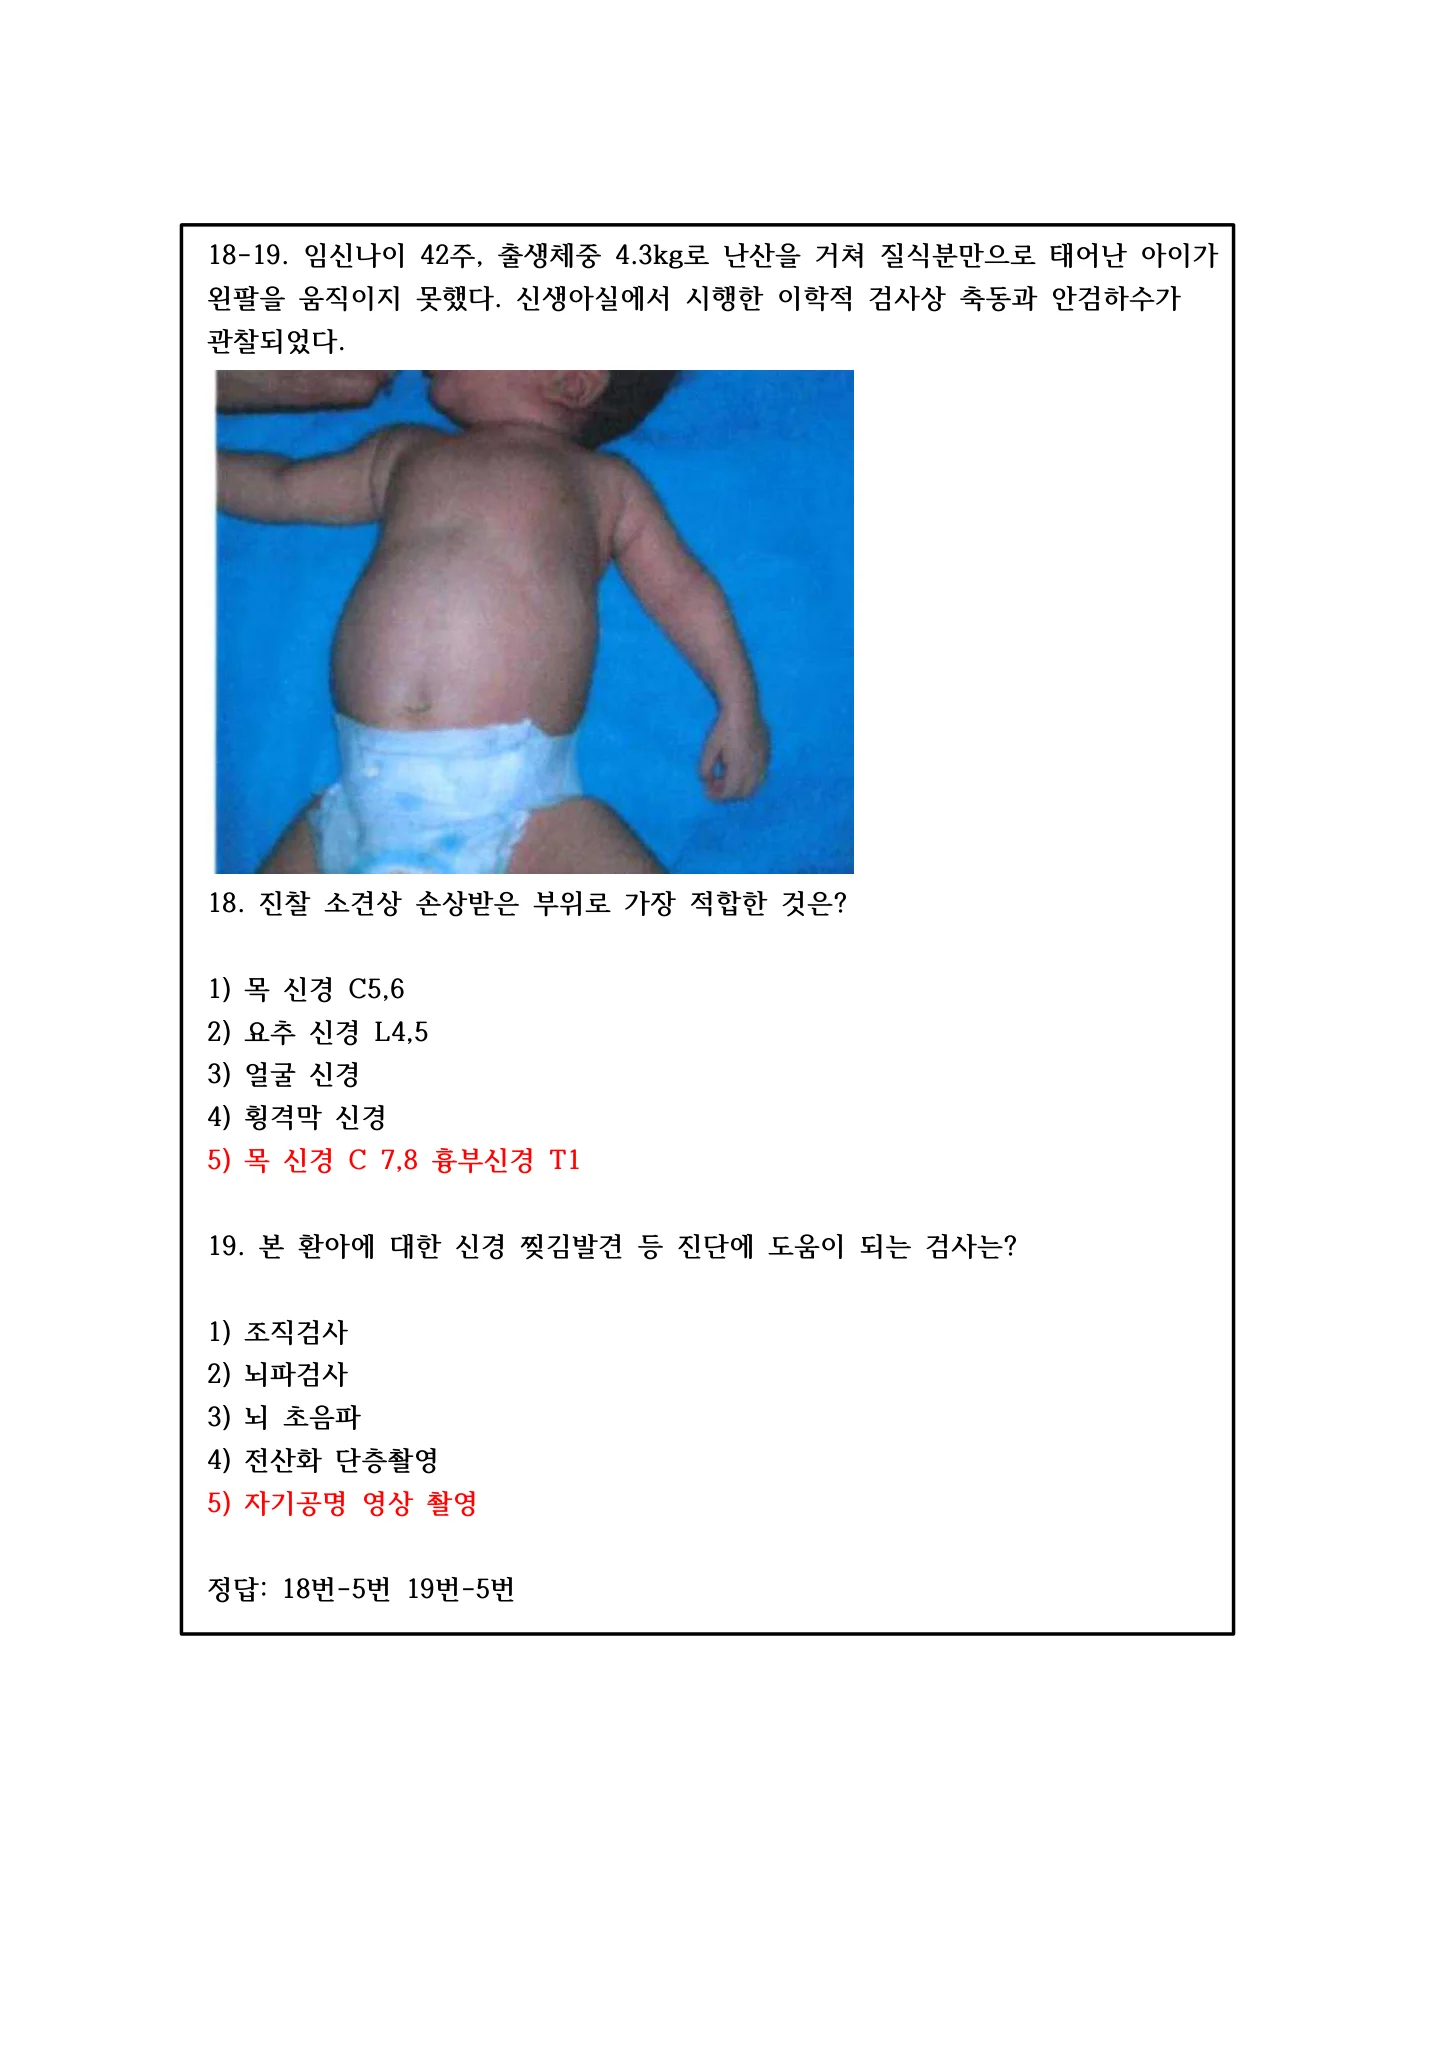 18-19. 임신나이 42주, 출생체중 4.3kg로 난산을 거쳐 질식분만으로 태어난 아이가
왼팔을 움직이지 못했다. 신생아실에서 시행한 이학적 검사상 축동과 안검하수가
관찰되었다.
18. 진찰 소견상 손상받은 부위로 가장 적합한 것은?
1) 목 신경 C5,6
2) 요추 신경 L4,5
3) 얼굴 신경
4) 횡격막 신경
5) 목 신경 C 7,8 흉부신경 T1
19. 본 환아에 대한 신경 찢김발견 등 진단에 도움이 되는 검사는?
1) 조직검사
2) 뇌파검사
3) 뇌 초음파
4) 전산화 단층촬영
5) 자기공명 영상 촬영
정답: 18번-5번 19번-5번